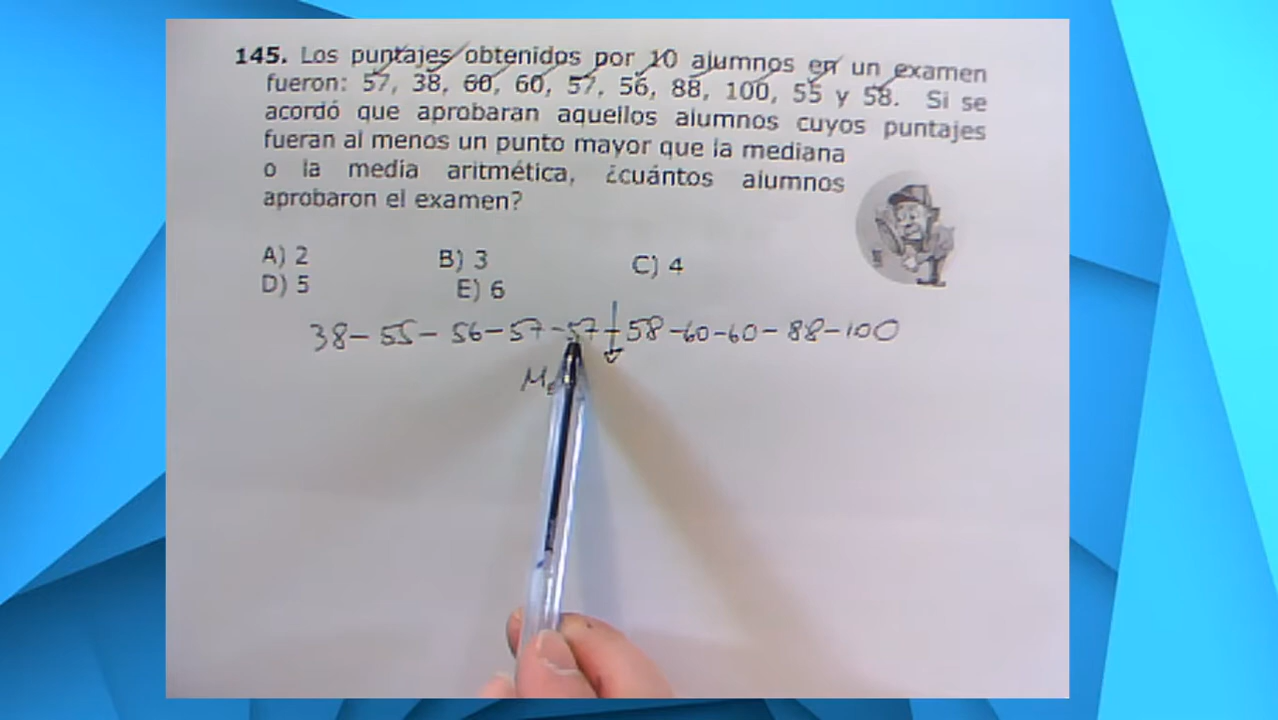 145. Los puntajes obtenidos por 10 alumnos en un examen
fueron: 57, 38, 60, 60, 57, 56, 88, 100, 55 y 58. Si se
acordó que aprobaran aquellos alumnos cuyos puntajes
fueran al menos un punto mayor que la mediana
o la media aritmética, ¿cuántos alumnos
aprobaron el examen?
A) 2 B) 3 C) 4
D) 5 E) 6
38 - 55 - 56 - 57 - 57 - 58 - 60 - 60 - 88 - 100